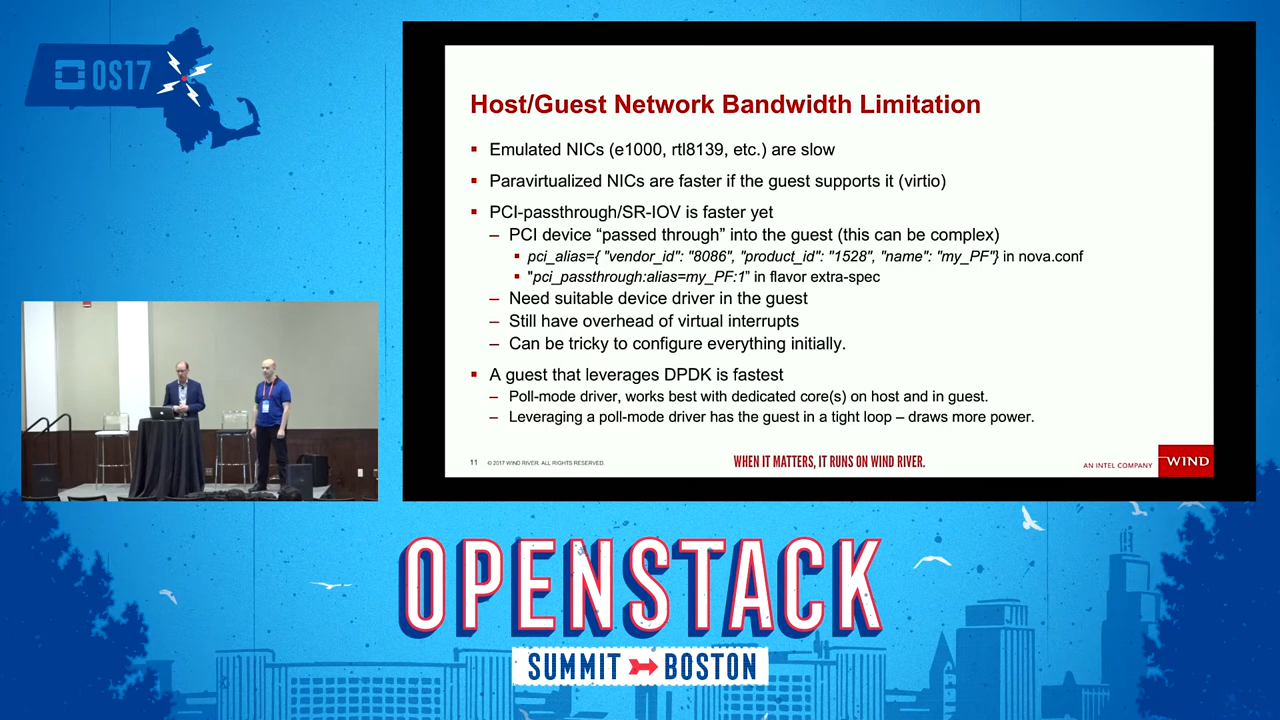 OS17
Host/Guest Network Bandwidth Limitation
▪ Emulated NICs (e1000, rtl8139, etc.) are slow
▪ Paravirtualized NICs are faster if the guest supports it (virtio)
▪ PCI-passthrough/SR-IOV is faster yet
– PCI device “passed through” into the guest (this can be complex)
▪ pci_alias={ "vendor_id": "8086", "product_id": "1528", "name": "my_PF"} in nova.conf
▪ "pci_passthrough:alias=my_PF:1” in flavor extra-spec
– Need suitable device driver in the guest
– Still have overhead of virtual interrupts
– Can be tricky to configure everything initially.
▪ A guest that leverages DPDK is fastest
– Poll-mode driver, works best with dedicated core(s) on host and in guest.
– Leveraging a poll-mode driver has the guest in a tight loop – draws more power.
11 © 2017 WIND RIVER. ALL RIGHTS RESERVED.
WHEN IT MATTERS, IT RUNS ON WIND RIVER.
AN INTEL COMPANY
WIND
OPENSTACK
SUMMIT BOSTON